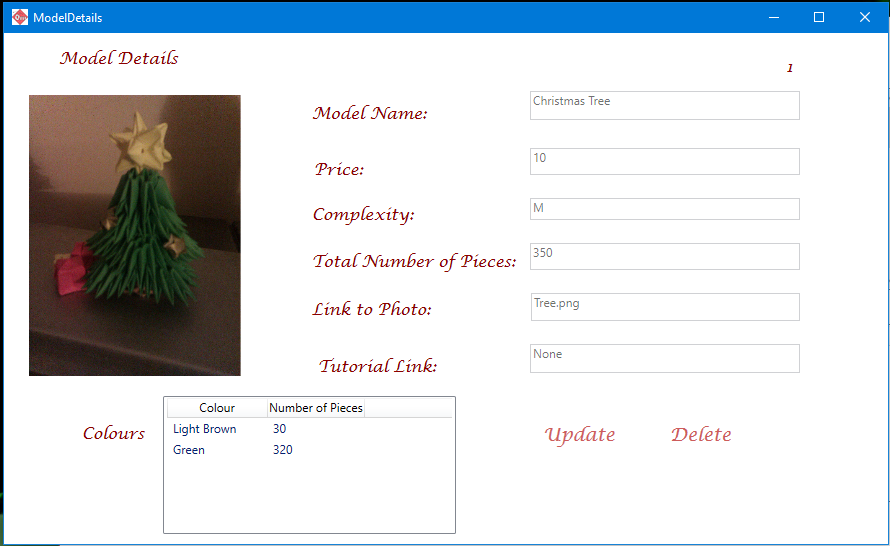 ModelDetails
Model Details
1
Model Name: Christmas Tree
Price: 10
Complexity: M
Total Number of Pieces: 350
Link to Photo: Tree.png
Tutorial Link: None
Colours
Colour Number of Pieces
Light Brown 30
Green 320
Update Delete